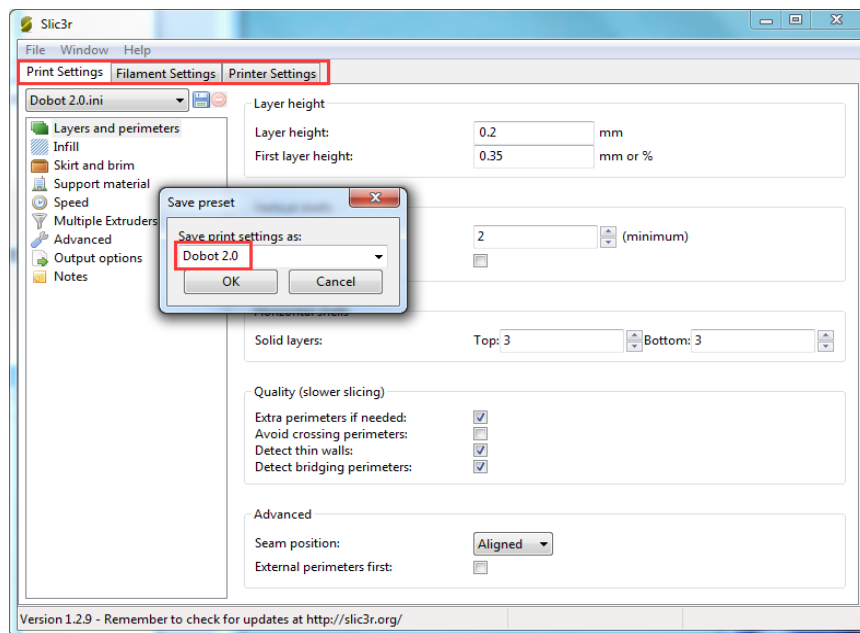 Slic3r
File Window Help
Print Settings Filament Settings Printer Settings
Dobot 2.0.ini
Layers and perimeters
Infill
Skirt and brim
Support material
Speed
Multiple Extruders
Advanced
Output options
Notes
Layer height
Layer height: 0.2 mm
First layer height: 0.35 mm or %
Save preset
Save print settings as:
Dobot 2.0
OK Cancel
2 (minimum)
Solid layers: Top: 3 Bottom: 3
Quality (slower slicing)
Extra perimeters if needed:
Avoid crossing perimeters:
Detect thin walls:
Detect bridging perimeters:
Advanced
Seam position: Aligned
External perimeters first:
Version 1.2.9 - Remember to check for updates at http://slic3r.org/